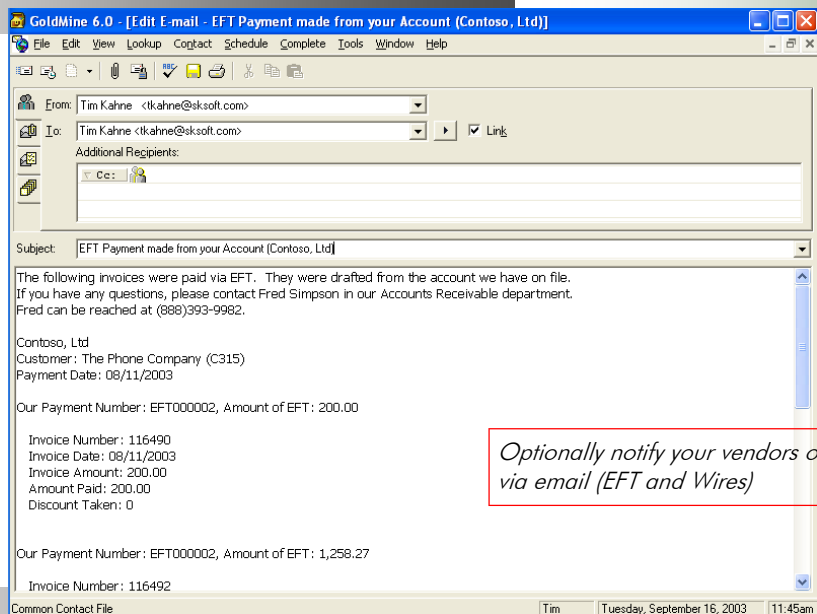 GoldMine 6.0 - [Edit E-mail - EFT Payment made from your Account (Contoso, Ltd)]
File Edit View Lookup Contact Schedule Complete Tools Window Help
From: Tim Kahne <tkahne@sksoft.com>
To: Tim Kahne <tkahne@sksoft.com> Link
Additional Recipients:
Cc:
Subject: EFT Payment made from your Account (Contoso, Ltd)
The following invoices were paid via EFT. They were drafted from the account we have on file.
If you have any questions, please contact Fred Simpson in our Accounts Receivable department.
Fred can be reached at (888)393-9982.
Contoso, Ltd
Customer: The Phone Company (C315)
Payment Date: 08/11/2003
Our Payment Number: EFT000002, Amount of EFT: 200.00
Invoice Number: 116490
Invoice Date: 08/11/2003
Invoice Amount: 200.00
Amount Paid: 200.00
Discount Taken: 0
Optionally notify your vendors
via email (EFT and Wires)
Our Payment Number: EFT000002, Amount of EFT: 1,258.27
Invoice Number: 116492
Common Contact File Tim Tuesday, September 16, 2003 11:45am